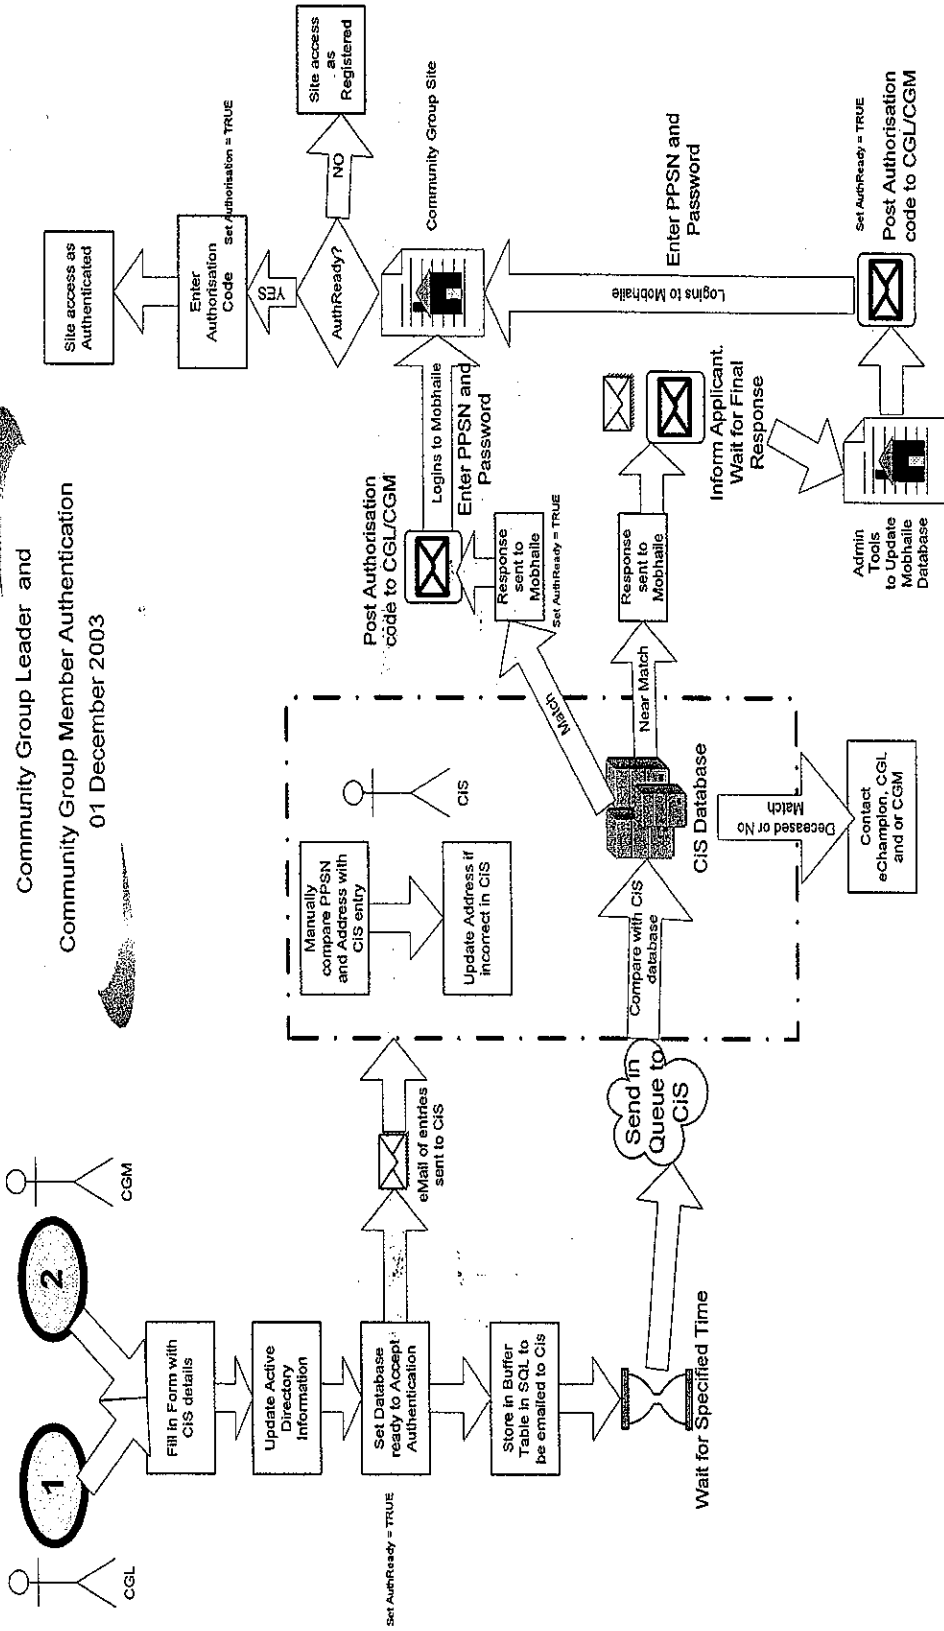 Community Group Leader and
Community Group Member Authentication
01 December 2003
1
CGL
2
CGM
Fill in Form with
CiS details
Update Active
Directory
Information
Set Database
ready to Accept
Authentication
Set AuthReady = TRUE
Store in Buffer
Table in SQL to
be emailed to Cis
Wait for Specified Time
eMail of entries
sent to CiS
Send in
Queue to
CiS
Manually
compare PPSN
and Address with
CiS entry
Update Address if
incorrect in CiS
CiS
Compare with CiS
database
CiS Database
Match
Near Match
Deceased or No
Match
Contact
eChampion, CGL
and or CGM
Response
sent to
Mobhaile
Set AuthReady = TRUE
Post Authorisation
code to CGL/CGM
Logins to Mobhaile
Enter PPSN and
Password
Response
sent to
Mobhaile
Inform Applicant.
Wait for Final
Response
Admin
Tools
to Update
Mobhaile
Database
Set AuthReady = TRUE
Post Authorisation
code to CGL/CGM
Logins to Mobhaile
Enter PPSN and
Password
Community Group Site
AuthReady?
NO
Site access
as
Registered
YES
Enter
Authorisation
Code
Set Authorisation = TRUE
Site access as
Authenticated